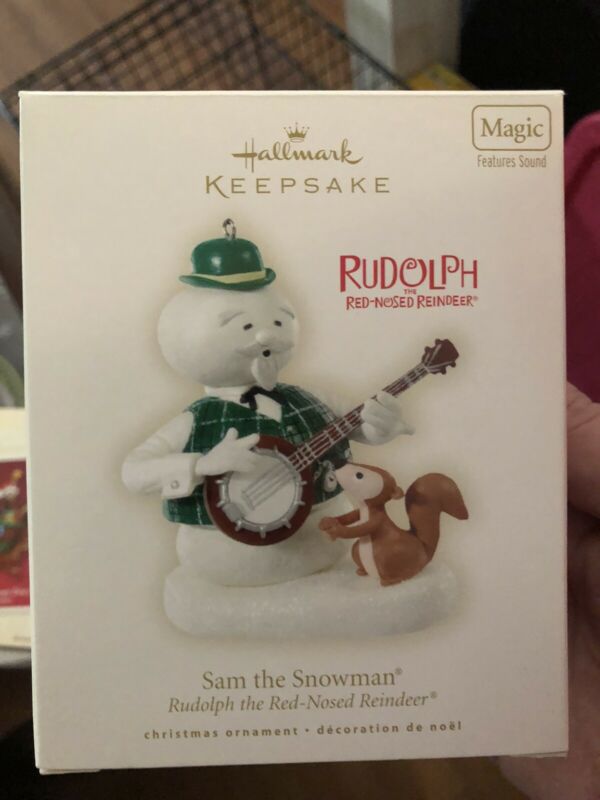 Hallmark
KEEPSAKE
Magic
Features Sound
RUDOLPH
THE
RED-NOSED REINDEER®
Sam the Snowman®
Rudolph the Red-Nosed Reindeer®
christmas ornament • décoration de noël